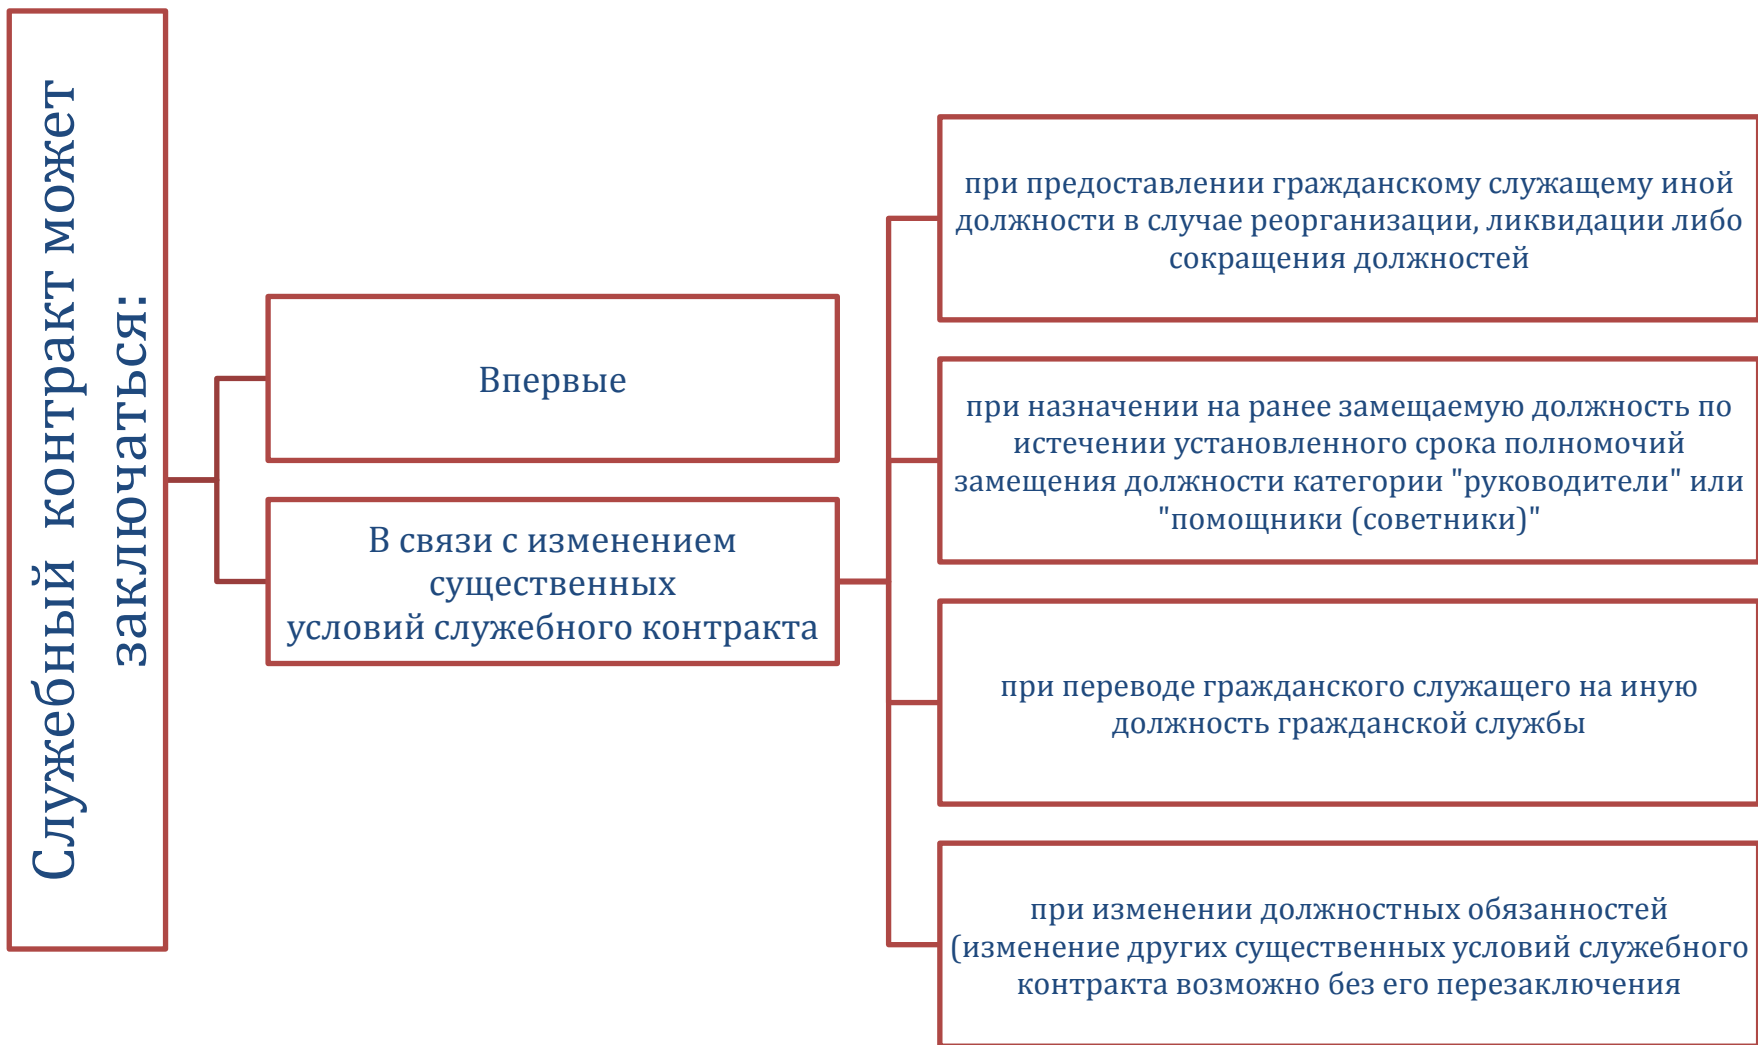 Служебный контракт может
заключаться:
Впервые
В связи с изменением
существенных
условий служебного контракта
при предоставлении гражданскому служащему иной
должности в случае реорганизации, ликвидации либо
сокращения должностей
при назначении на ранее замещаемую должность по
истечении установленного срока полномочий
замещения должности категории "руководители" или
"помощники (советники)"
при переводе гражданского служащего на иную
должность гражданской службы
при изменении должностных обязанностей
(изменение других существенных условий служебного
контракта возможно без его перезаключения